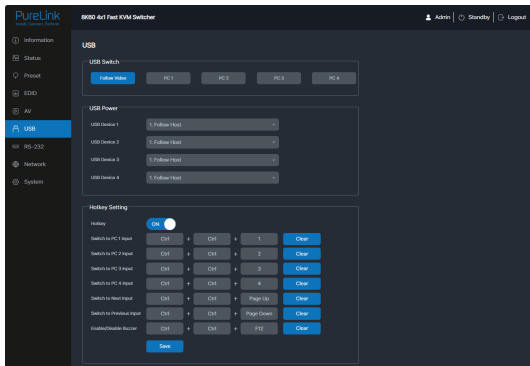 PureLink
8K60 4x1 Fast KVM Switcher
Admin
Standby
Logout
Information
Status
Preset
EDID
AV
USB
RS-232
Network
System
USB
USB Switch
Follow Video PC 1 PC 2 PC 3 PC 4
USB Power
USB Device 1 1. Follow Host
USB Device 2 1. Follow Host
USB Device 3 1. Follow Host
USB Device 4 1. Follow Host
Hotkey Setting
Hotkey ON
Switch to PC 1 Input Ctrl + Ctrl + 1 Clear
Switch to PC 2 Input Ctrl + Ctrl + 2 Clear
Switch to PC 3 Input Ctrl + Ctrl + 3 Clear
Switch to PC 4 Input Ctrl + Ctrl + 4 Clear
Switch to Next Input Ctrl + Ctrl + Page Up Clear
Switch to Previous Input Ctrl + Ctrl + Page Down Clear
Enable/Disable Buzzer Ctrl + Ctrl + F12 Clear
Save